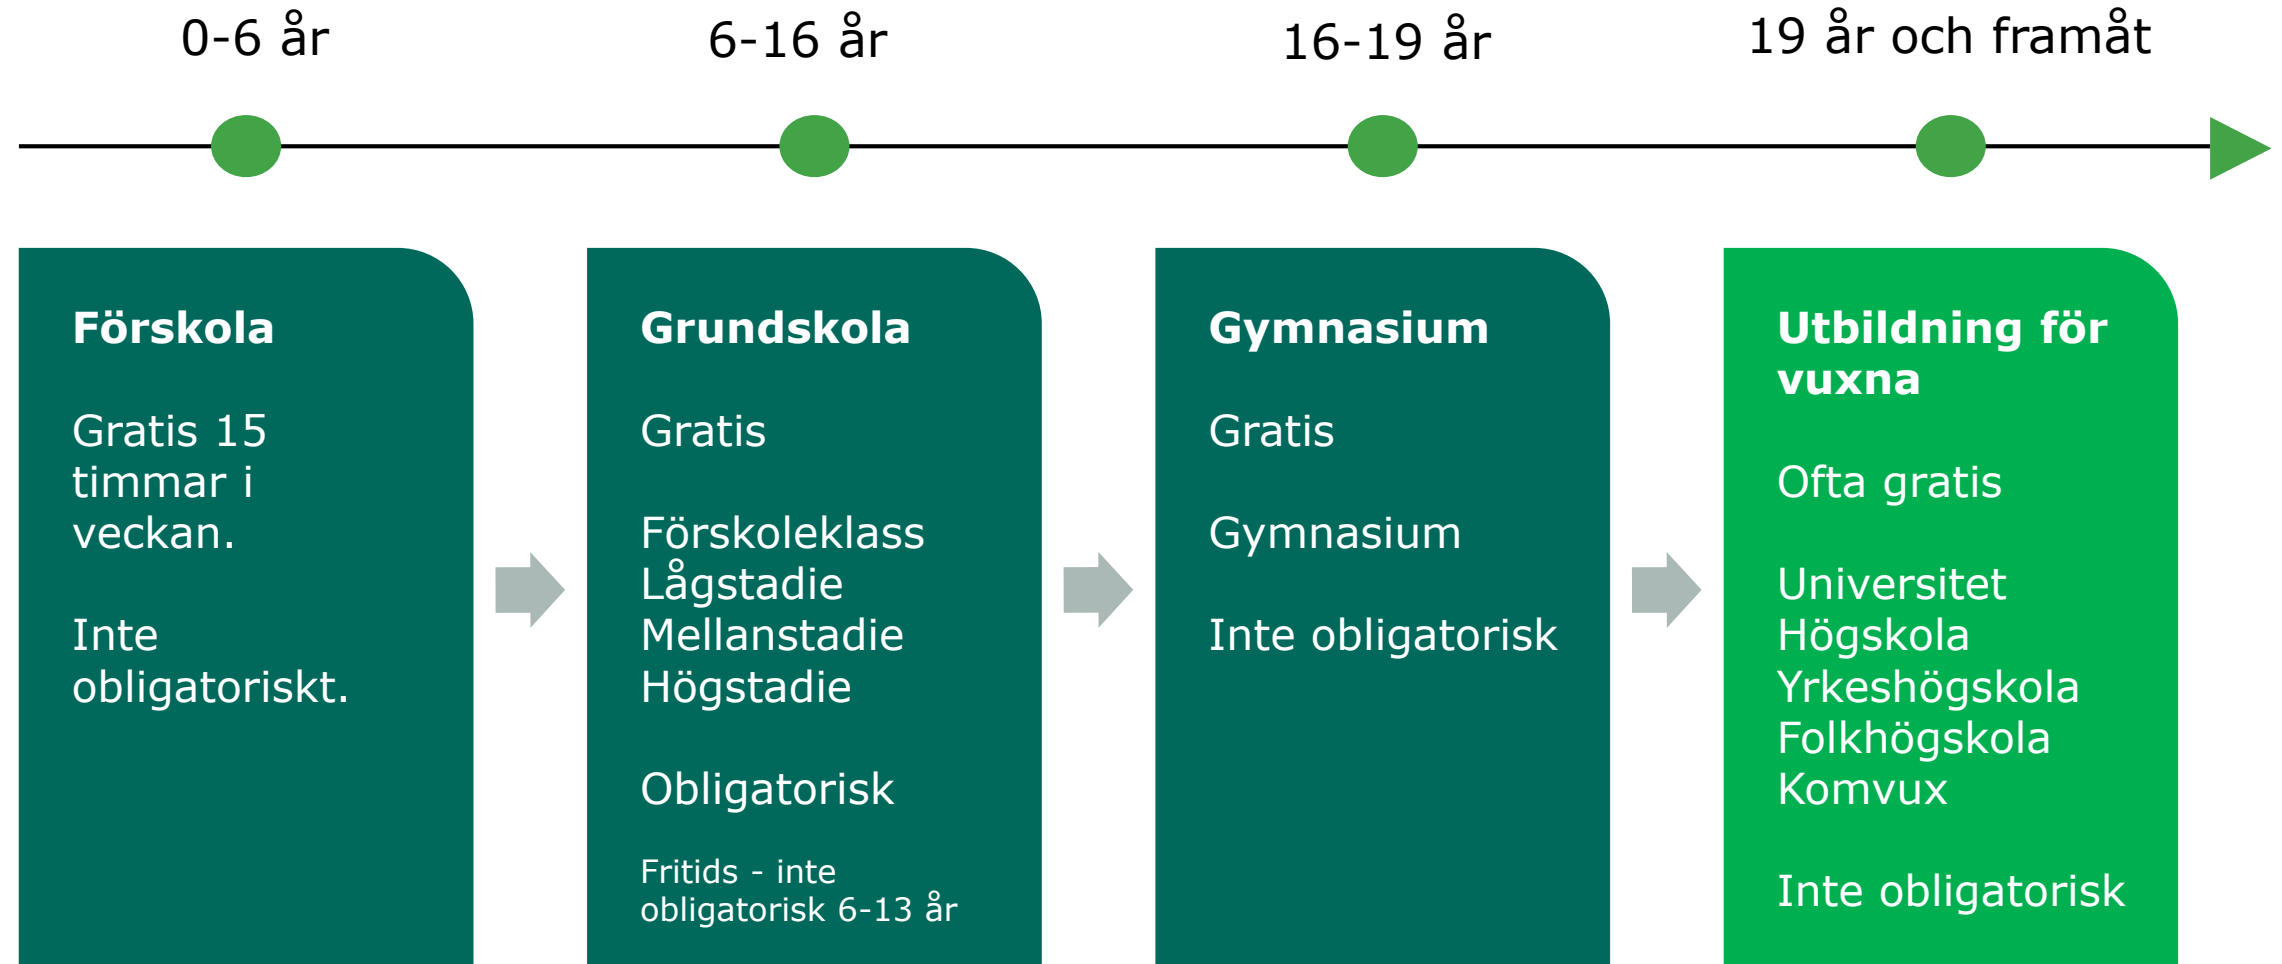 0-6 år
6-16 år
16-19 år
19 år och framåt
Förskola
Gratis 15
timmar i
veckan.
Inte
obligatoriskt.
Grundskola
Gratis
Förskoleklass
Lågstadie
Mellanstadie
Högstadie
Obligatorisk
Fritids - inte
obligatorisk 6-13 år
Gymnasium
Gratis
Gymnasium
Inte obligatorisk
Utbildning för
vuxna
Ofta gratis
Universitet
Högskola
Yrkeshögskola
Folkhögskola
Komvux
Inte obligatorisk